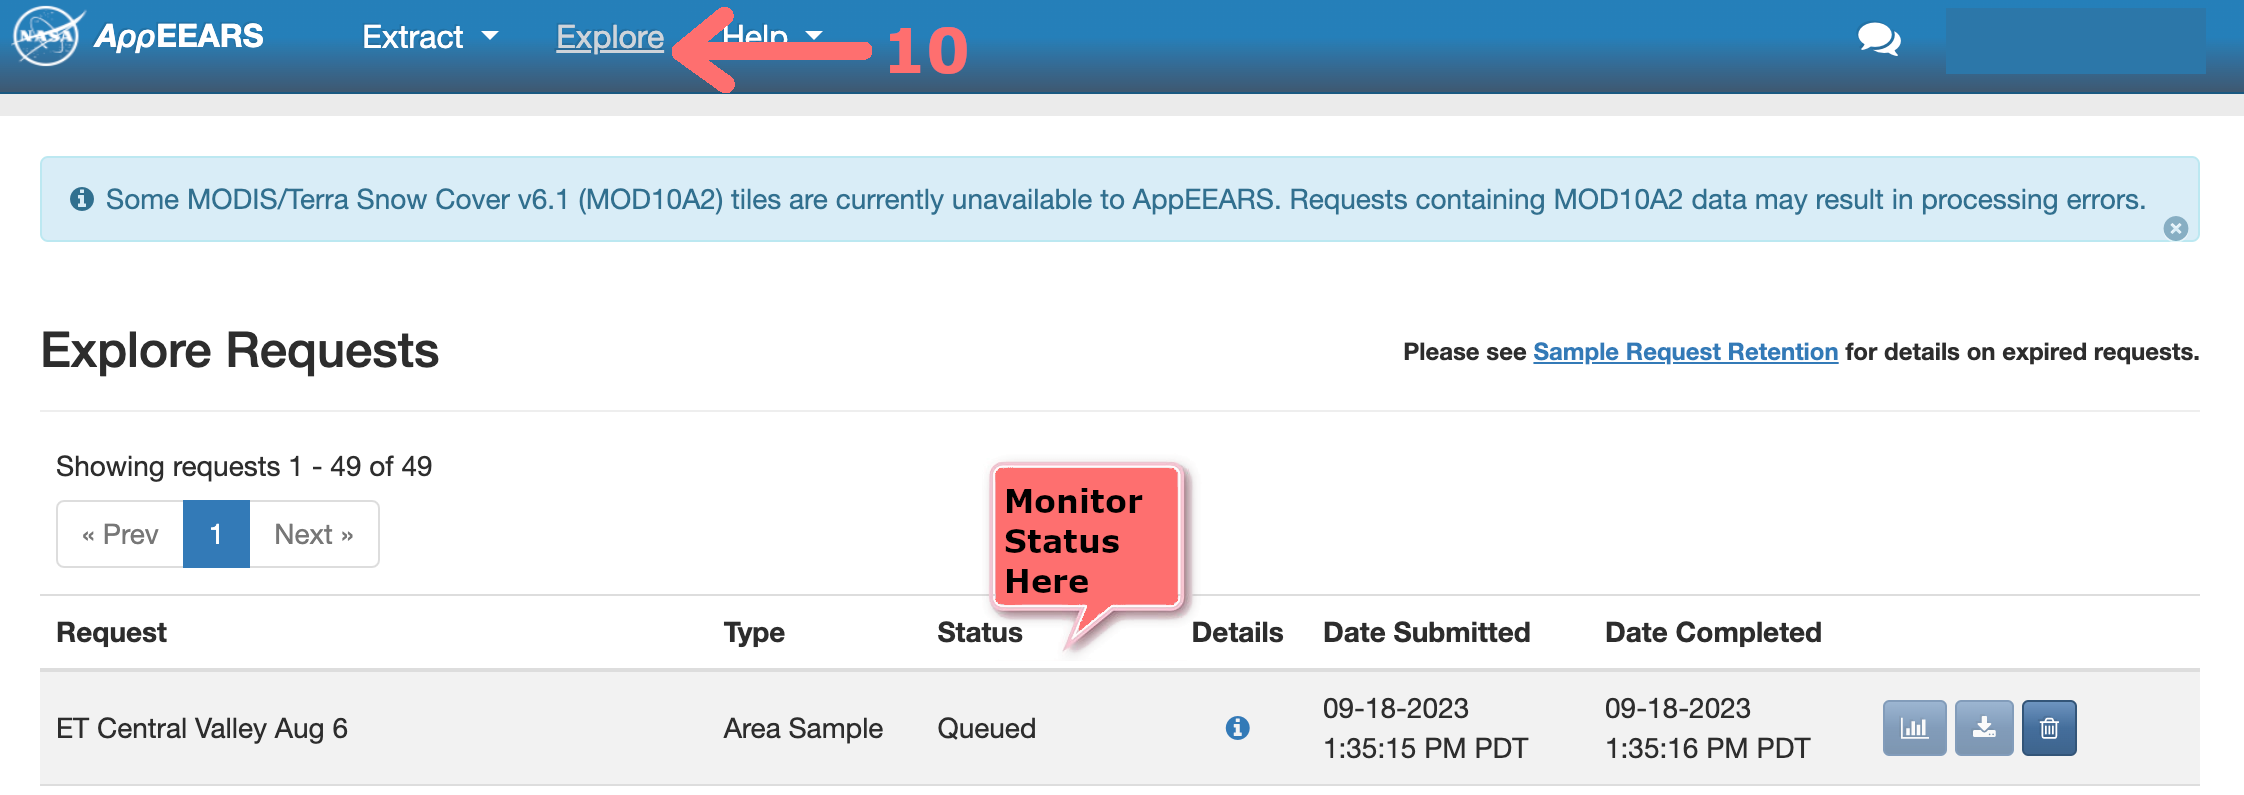 NASA AppEEARS Extract Explore Help 10
Some MODIS/Terra Snow Cover v6.1 (MOD10A2) tiles are currently unavailable to AppEEARS. Requests containing MOD10A2 data may result in processing errors.
Explore Requests
Please see Sample Request Retention for details on expired requests.
Showing requests 1 - 49 of 49
« Prev 1 Next »
Monitor
Status
Here
Request Type Status Details Date Submitted Date Completed
ET Central Valley Aug 6 Area Sample Queued 09-18-2023 1:35:15 PM PDT 09-18-2023 1:35:16 PM PDT